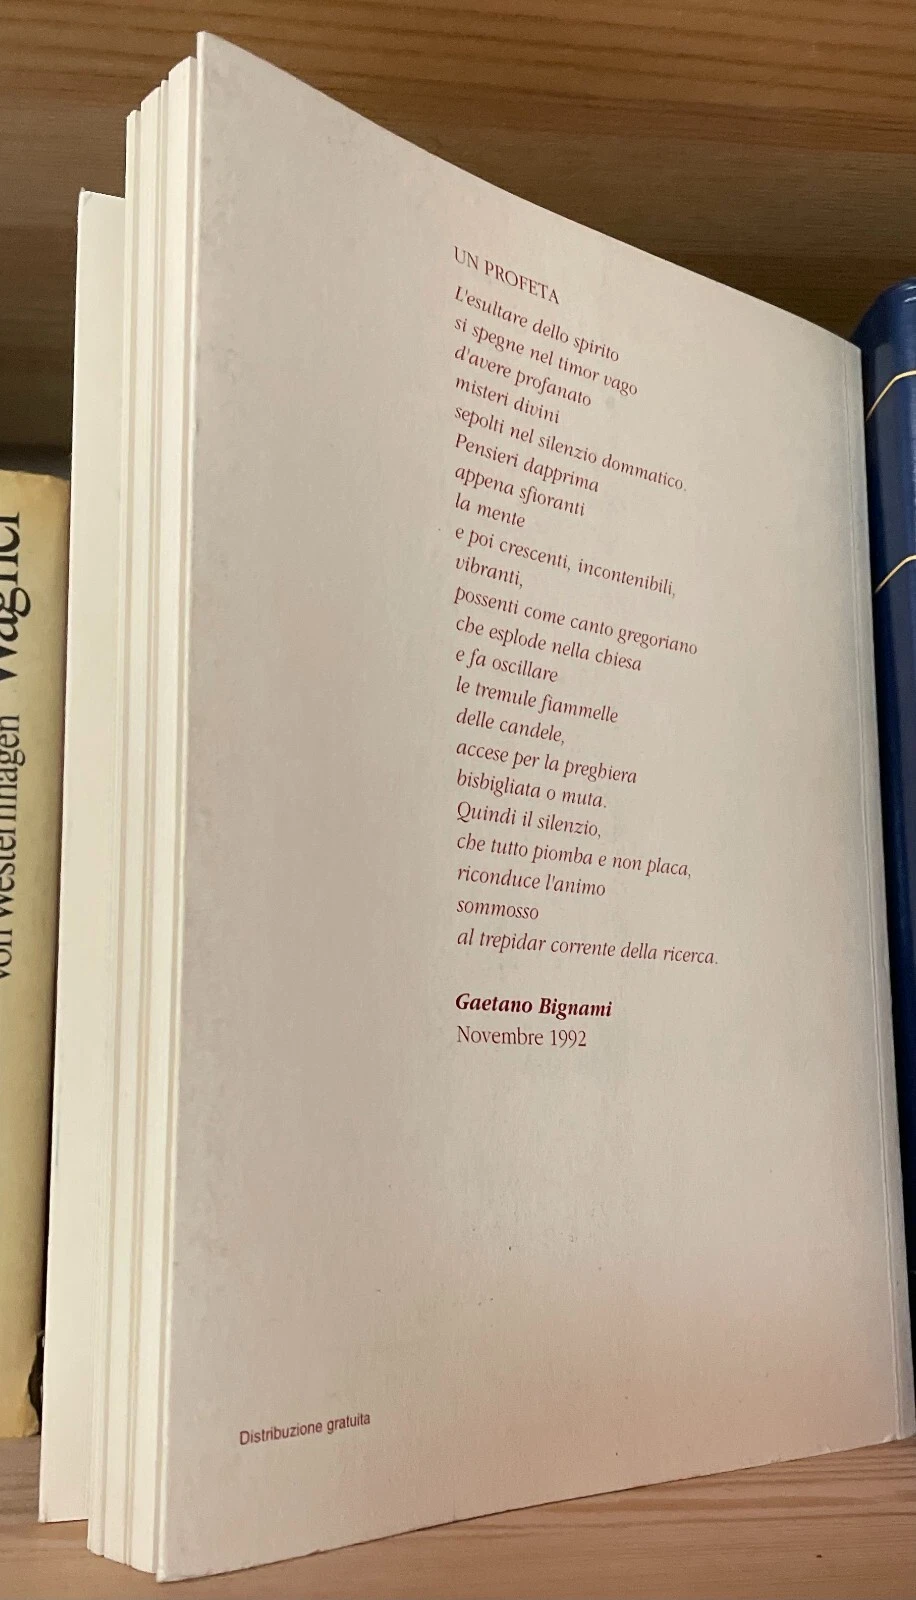 UN PROFETA
L'esultare dello spirito
si spegne nel timor vago
d'avere profanato
misteri divini
sepolti nel silenzio dommatico.
Pensieri dapprima
appena sfioranti
la mente
e poi crescenti, incontenibili,
vibranti,
possenti come canto gregoriano
che esplode nella chiesa
e fa oscillare
le tremule fiammelle
delle candele,
accese per la preghiera
bisbigliata o muta.
Quindi il silenzio,
che tutto piomba e non placa,
riconduce l'animo
sommosso
al trepidar corrente della ricerca.
Gaetano Bignami
Novembre 1992
Distribuzione gratuita
von Westernhagen Wagner